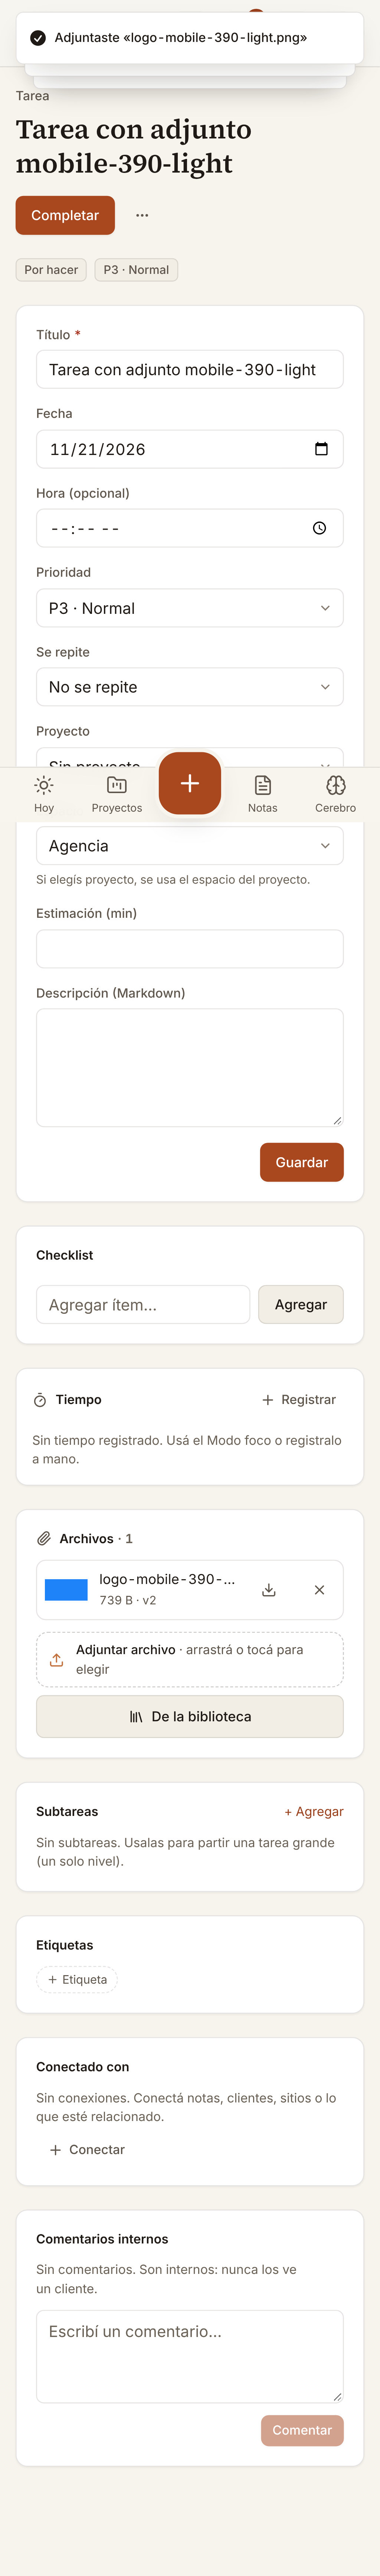 Adjuntaste «logo-mobile-390-light.png»
Tarea
Tarea con adjunto
mobile-390-light
Completar
Por hacer
P3 · Normal
Título *
Tarea con adjunto mobile-390-light
Fecha
11/21/2026
Hora (opcional)
--:-- --
Prioridad
P3 · Normal
Se repite
No se repite
Proyecto
Hoy
Proyectos
Notas
Cerebro
Agencia
Si elegís proyecto, se usa el espacio del proyecto.
Estimación (min)
Descripción (Markdown)
Guardar
Checklist
Agregar ítem...
Agregar
Tiempo
+ Registrar
Sin tiempo registrado. Usá el Modo foco o registralo
a mano.
Archivos · 1
logo-mobile-390-...
739 B · v2
Adjuntar archivo · arrastrá o tocá para
elegir
De la biblioteca
Subtareas
+ Agregar
Sin subtareas. Usalas para partir una tarea grande
(un solo nivel).
Etiquetas
+ Etiqueta
Conectado con
Sin conexiones. Conectá notas, clientes, sitios o lo
que esté relacionado.
+ Conectar
Comentarios internos
Sin comentarios. Son internos: nunca los ve
un cliente.
Escribí un comentario...
Comentar